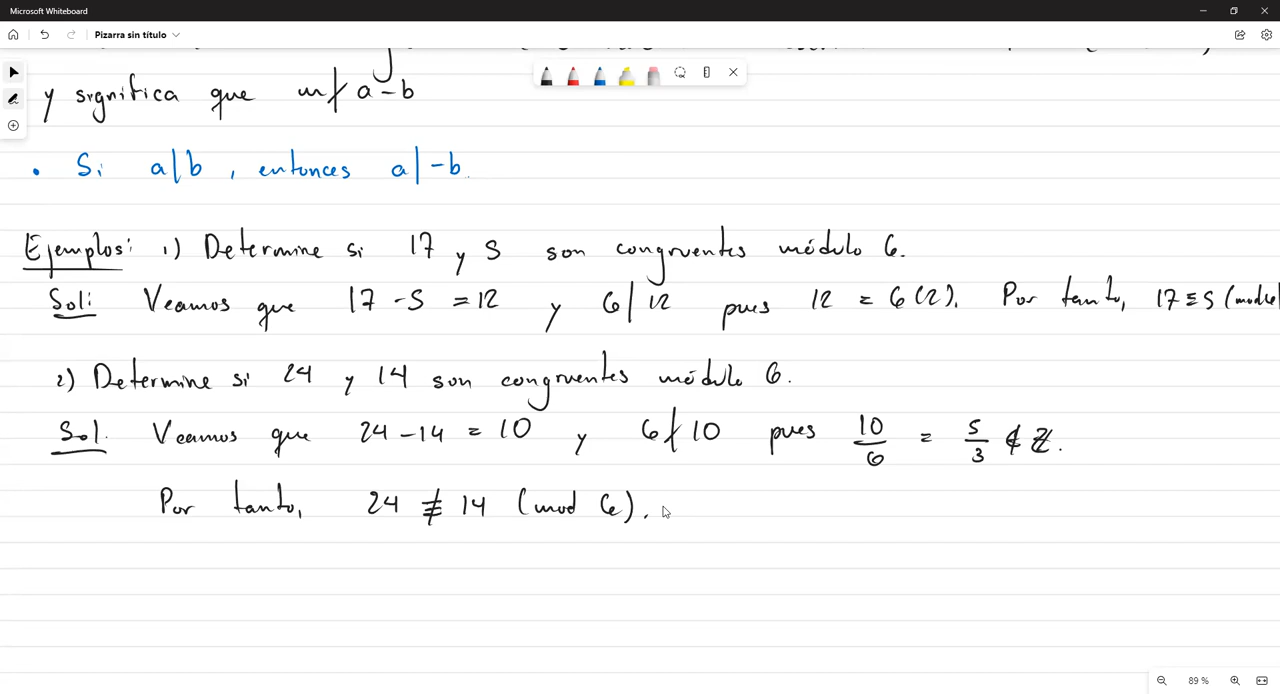 Microsoft Whiteboard
Pizarra sin título
y significa que m∤a-b
• Si a|b, entonces a|-b.
Ejemplos: 1) Determine si 17 y 5 son congruentes módulo 6.
Sol: Veamos que 17-5=12 y 6|12 pues 12 = 6(2). Por tanto, 17≡5 (mod 6
2) Determine si 24 y 14 son congruentes módulo 6.
Sol. Veamos que 24-14=10 y 6∤10 pues 10/6 = 5/3 ∉ ℤ.
Por tanto, 24 ≢ 14 (mod 6).
89 %